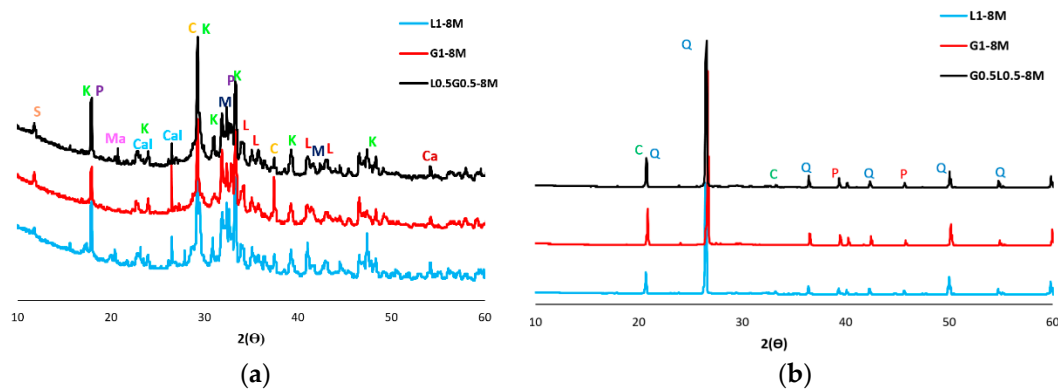 L1-8M
G1-8M
L0.5G0.5-8M
C K
K P
P K
M
S
Ma
K
Cal
Cal
K
L
L
C
K
L
M
L
K
Ca
10 20 30 40 50 60
2(Θ)
(a)
L1-8M
G1-8M
G0.5L0.5-8M
Q
C
Q
C
Q
P
Q
P
Q
Q
10 20 30 40 50 60
2(Θ)
(b)